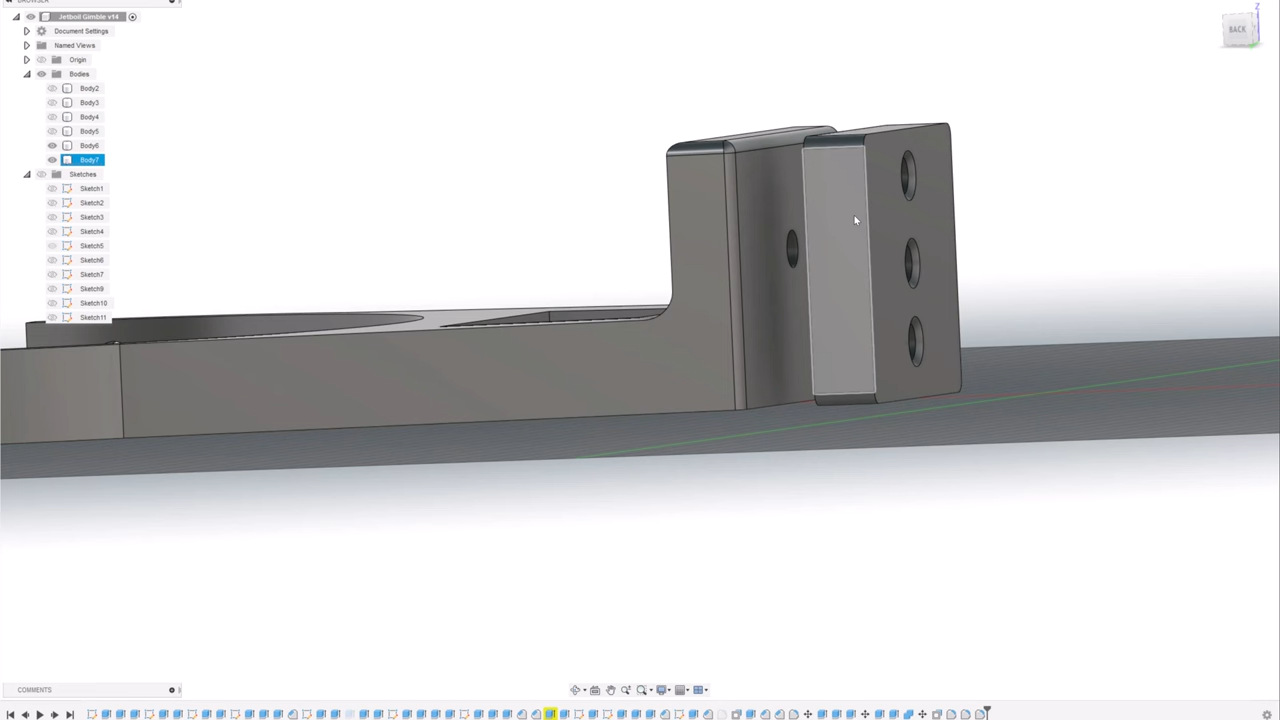 BROWSER
Jetboil Gimble v14
Document Settings
Named Views
Origin
Bodies
Body2
Body3
Body4
Body5
Body6
Body7
Sketches
Sketch1
Sketch2
Sketch3
Sketch4
Sketch5
Sketch6
Sketch7
Sketch9
Sketch10
Sketch11
Z
BACK
COMMENTS